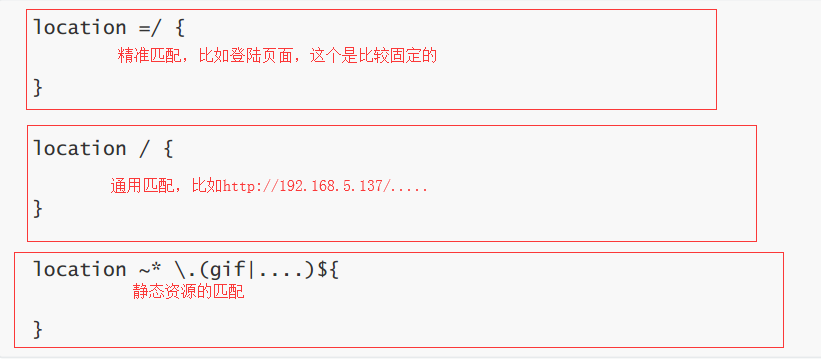 location =/ {
精准匹配，比如登陆页面，这个是比较固定的
}
location / {
通用匹配，比如http://192.168.5.137/.....
}
location ~* \.(gif|....)${
静态资源的匹配
}